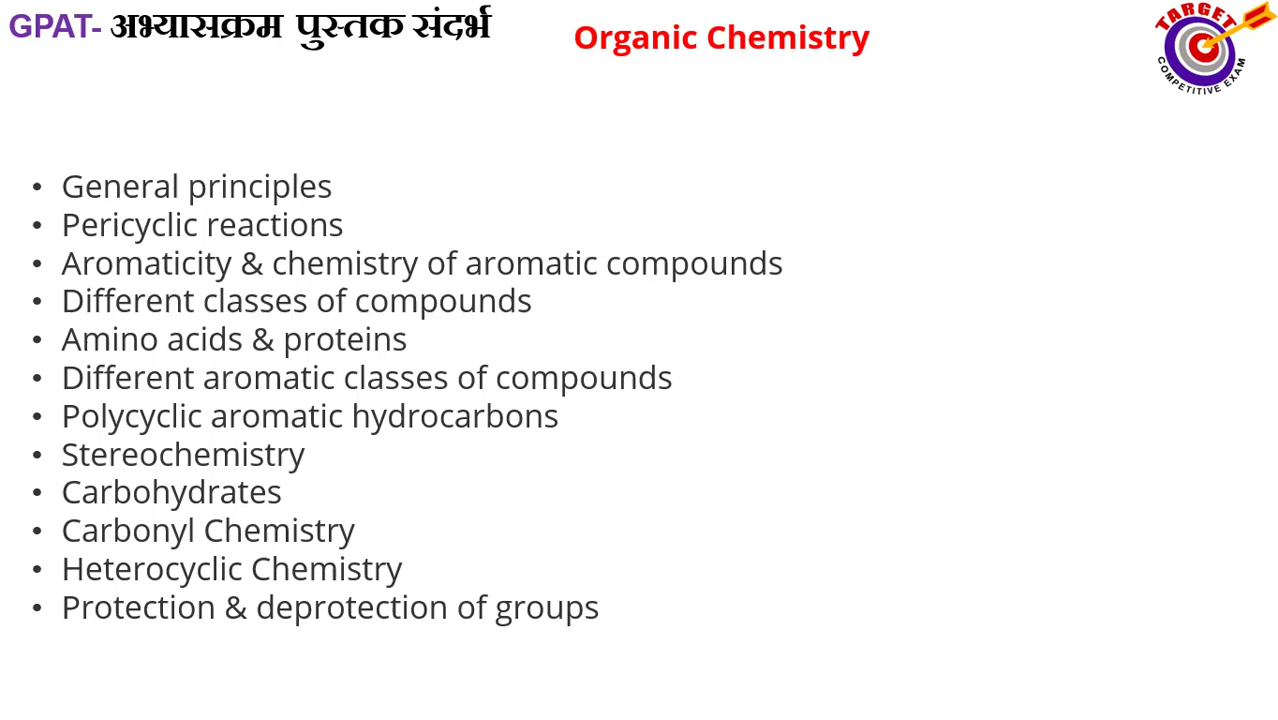 GPAT- अभ्यासक्रम पुस्तक संदर्भ
Organic Chemistry
TARGET
COMPETITIVE EXAM
• General principles
• Pericyclic reactions
• Aromaticity & chemistry of aromatic compounds
• Different classes of compounds
• Amino acids & proteins
• Different aromatic classes of compounds
• Polycyclic aromatic hydrocarbons
• Stereochemistry
• Carbohydrates
• Carbonyl Chemistry
• Heterocyclic Chemistry
• Protection & deprotection of groups